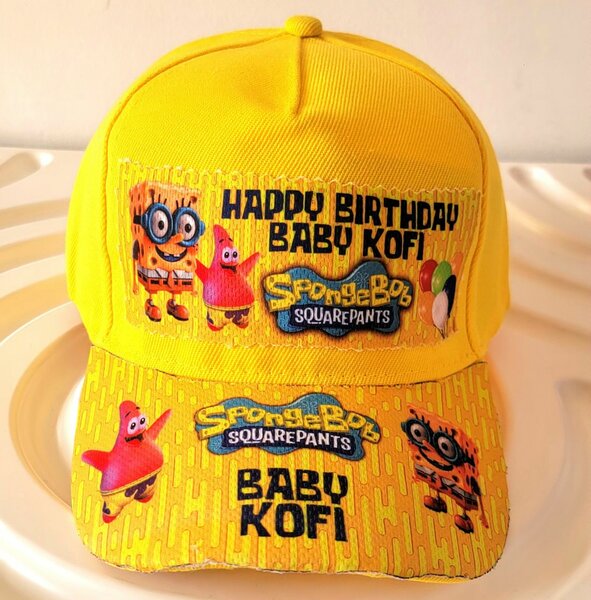 HAPPY BIRTHDAY
BABY KOFI
SpongeBob
SQUAREPANTS
SpongeBob
SQUAREPANTS
BABY
KOFI